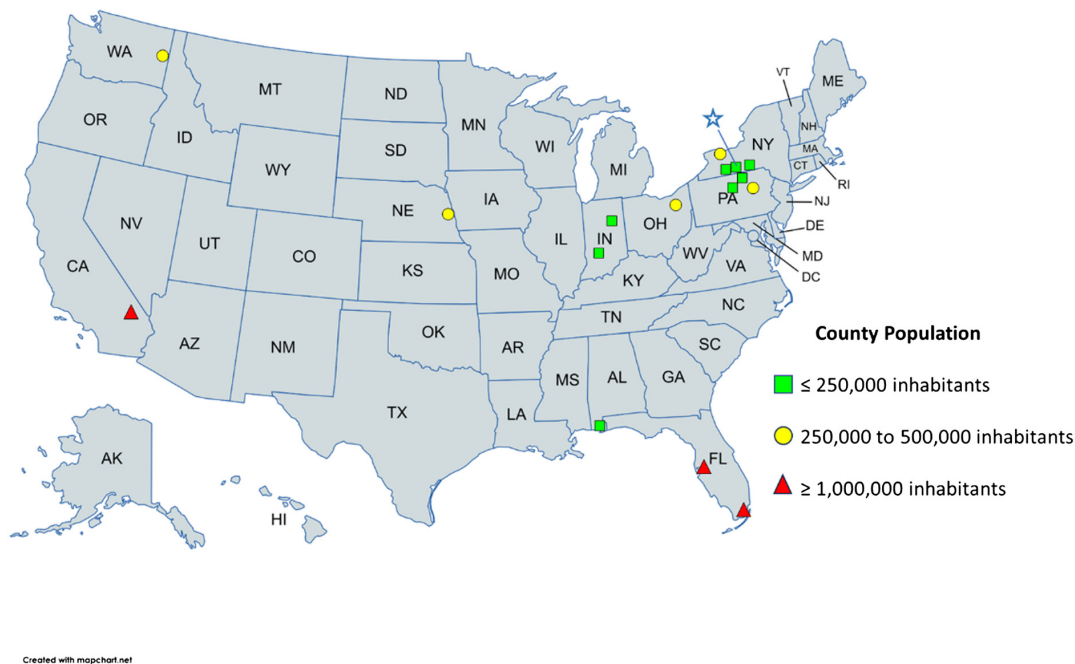 WA
MT
ND
MN
OR
ID
SD
WI
MI
NY
VT
ME
NH
MA
CT
RI
WY
NE
IA
PA
NJ
NV
UT
CO
IL
IN
OH
DE
MD
DC
CA
KS
MO
KY
WV
VA
AZ
NM
OK
AR
TN
NC
SC
TX
LA
MS
AL
GA
FL
AK
HI
County Population
≤ 250,000 inhabitants
250,000 to 500,000 inhabitants
≥ 1,000,000 inhabitants
Created with mapchart.net